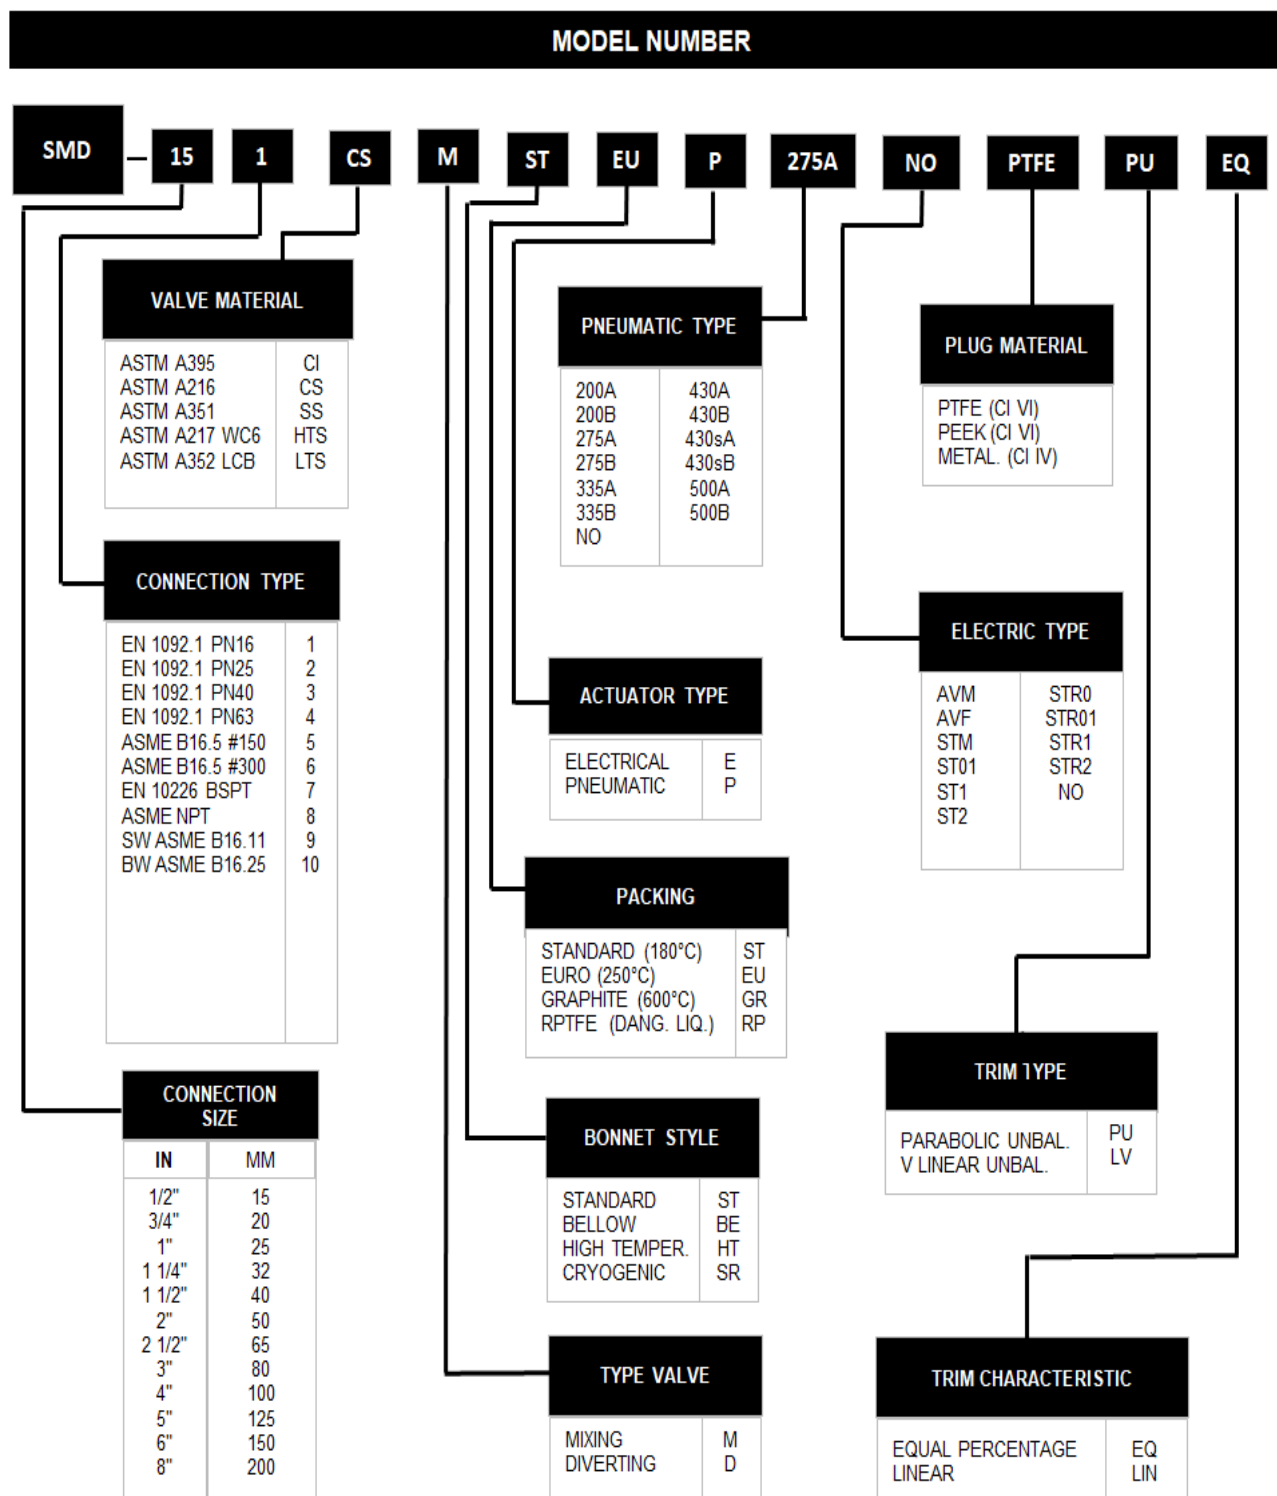 MODEL NUMBER
SMD – 15 1 CS M ST EU P 275A NO PTFE PU EQ
VALVE MATERIAL
ASTM A395 CI
ASTM A216 CS
ASTM A351 SS
ASTM A217 WC6 HTS
ASTM A352 LCB LTS
CONNECTION TYPE
EN 1092.1 PN16 1
EN 1092.1 PN25 2
EN 1092.1 PN40 3
EN 1092.1 PN63 4
ASME B16.5 #150 5
ASME B16.5 #300 6
EN 10226 BSPT 7
ASME NPT 8
SW ASME B16.11 9
BW ASME B16.25 10
CONNECTION
SIZE
IN MM
1/2" 15
3/4" 20
1" 25
1 1/4" 32
1 1/2" 40
2" 50
2 1/2" 65
3" 80
4" 100
5" 125
6" 150
8" 200
PNEUMATIC TYPE
200A 430A
200B 430B
275A 430sA
275B 430sB
335A 500A
335B 500B
NO
ACTUATOR TYPE
ELECTRICAL E
PNEUMATIC P
PACKING
STANDARD (180°C) ST
EURO (250°C) EU
GRAPHITE (600°C) GR
RPTFE (DANG. LIQ.) RP
BONNET STYLE
STANDARD ST
BELLOW BE
HIGH TEMPER. HT
CRYOGENIC SR
TYPE VALVE
MIXING M
DIVERTING D
PLUG MATERIAL
PTFE (CI VI)
PEEK (CI VI)
METAL. (CI IV)
ELECTRIC TYPE
AVM STR0
AVF STR01
STM STR1
ST01 STR2
ST1 NO
ST2
TRIM TYPE
PARABOLIC UNBAL. PU
V LINEAR UNBAL. LV
TRIM CHARACTERISTIC
EQUAL PERCENTAGE EQ
LINEAR LIN